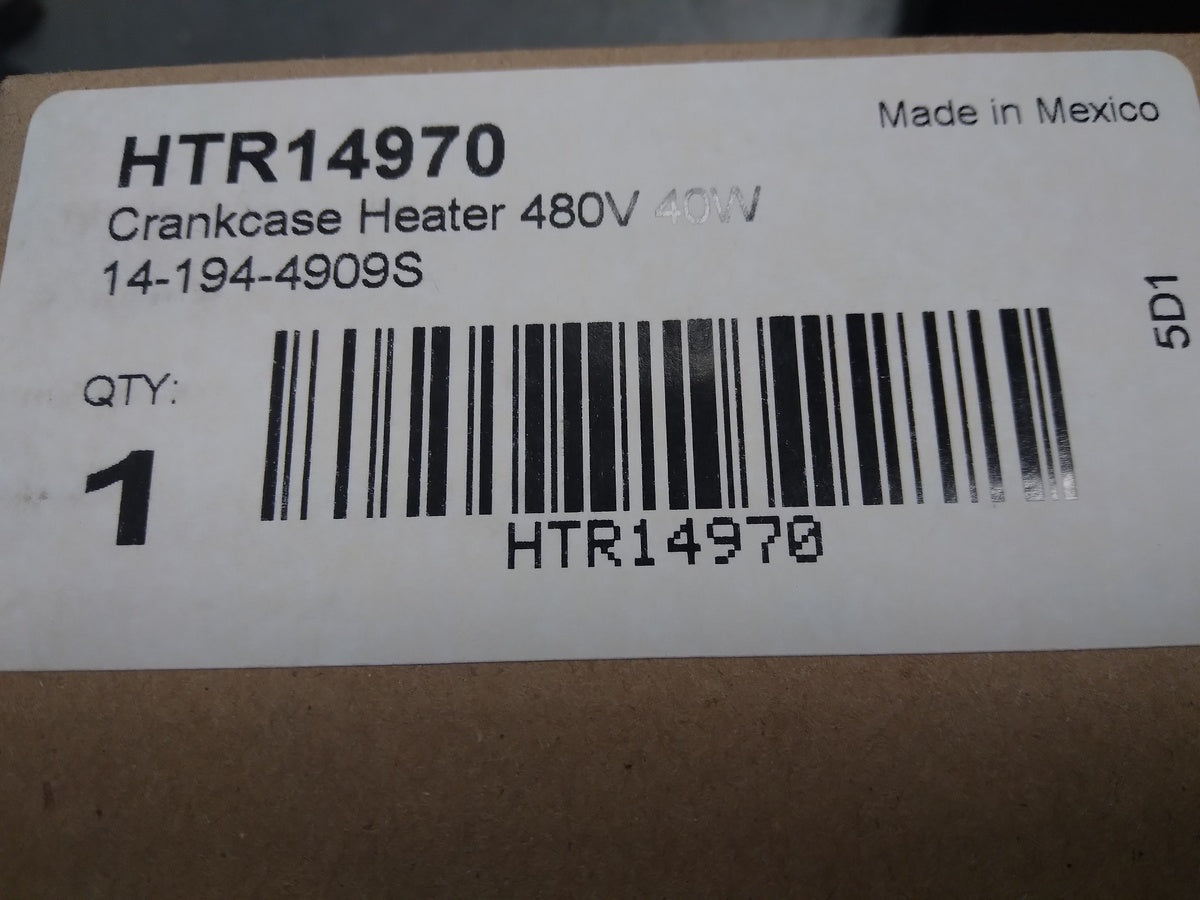 Made in Mexico
HTR14970
Crankcase Heater 480V 40W
14-194-4909S
5D1
QTY:
1
HTR14970